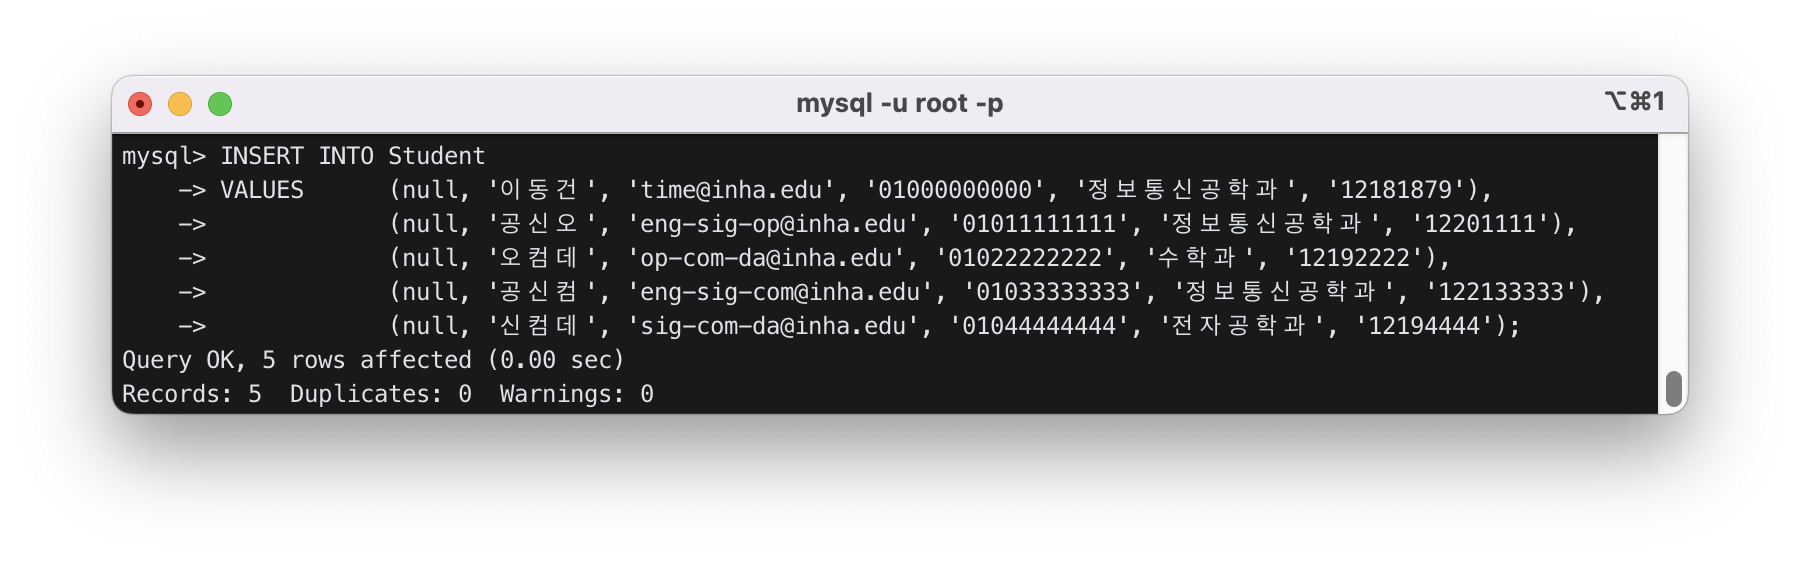 mysql -u root -p
⌥⌘1
mysql> INSERT INTO Student
    -> VALUES      (null, '이동건', 'time@inha.edu', '01000000000', '정보통신공학과', '12181879'),
    ->             (null, '공신오', 'eng-sig-op@inha.edu', '01011111111', '정보통신공학과', '12201111'),
    ->             (null, '오컴데', 'op-com-da@inha.edu', '01022222222', '수학과', '12192222'),
    ->             (null, '공신컴', 'eng-sig-com@inha.edu', '01033333333', '정보통신공학과', '122133333'),
    ->             (null, '신컴데', 'sig-com-da@inha.edu', '01044444444', '전자공학과', '12194444');
Query OK, 5 rows affected (0.00 sec)
Records: 5  Duplicates: 0  Warnings: 0